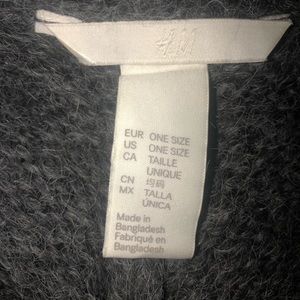 H&M
EUR ONE SIZE
US ONE SIZE
CA TAILLE
UNIQUE
CN 均码
MX TALLA
ÚNICA
Made in
Bangladesh
Fabriqué en
Bangladesh